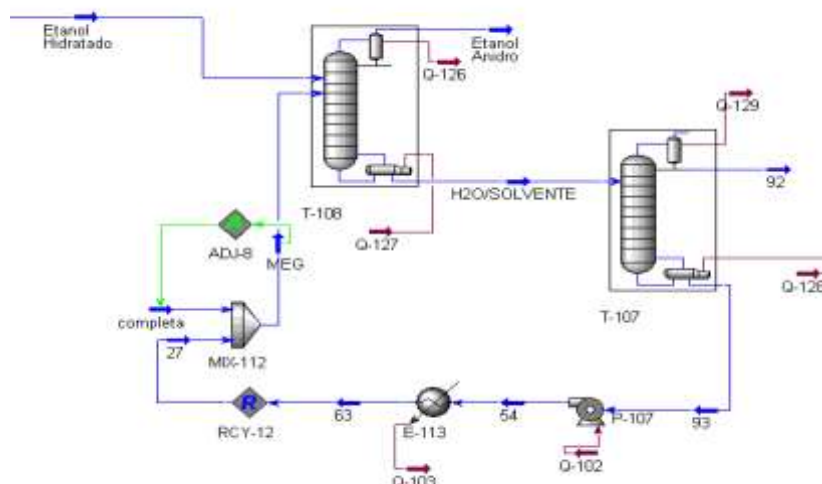 Etanol
Hidratado
Etanol
Anidro
Q-126
Q-129
H2O/SOLVENTE
92
T-108
Q-127
ADJ-8
MEG
Q-128
T-107
completa
27
MIX-112
R
RCY-12
63
E-113
54
P-107
93
Q-102
Q-103